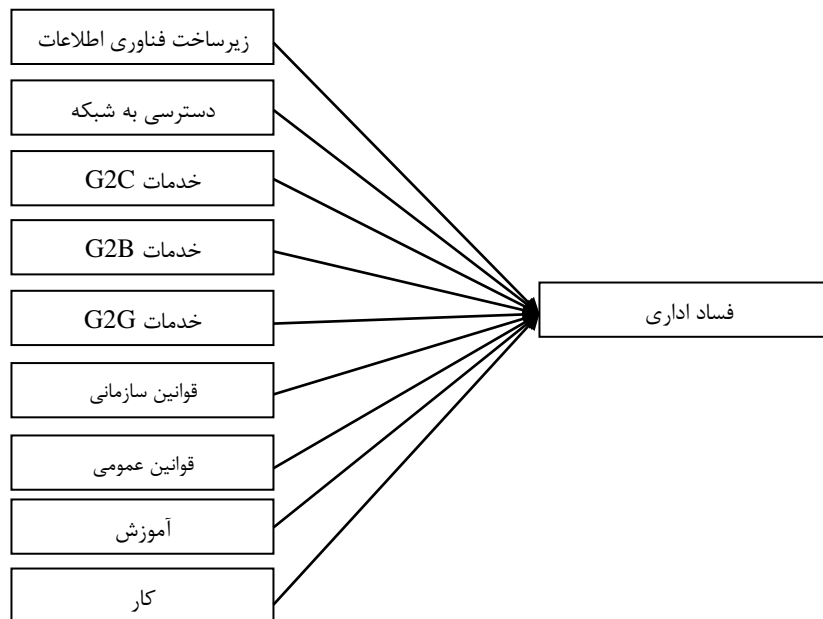 زیرساخت فناوری اطلاعات
دسترسی به شبکه
خدمات G2C
خدمات G2B
خدمات G2G
قوانین سازمانی
قوانین عمومی
آموزش
کار
فساد اداری